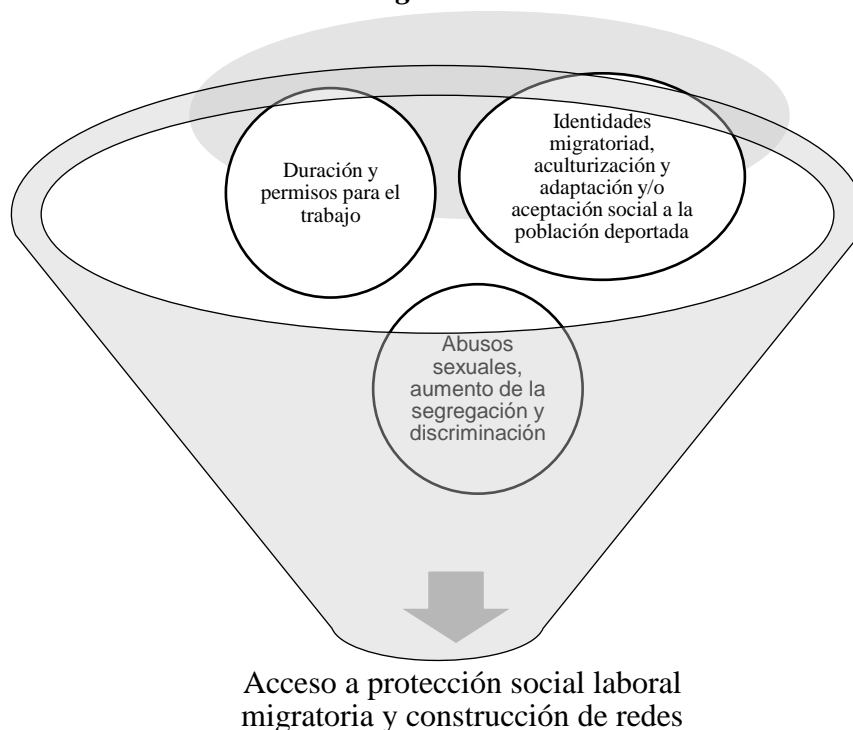 Duración y
permisos para el
trabajo
Identidades
migratoriad,
aculturización y
adaptación y/o
aceptación social a la
población deportada
Abusos
sexuales,
aumento de la
segregación y
discriminación
Acceso a protección social laboral
migratoria y construcción de redes